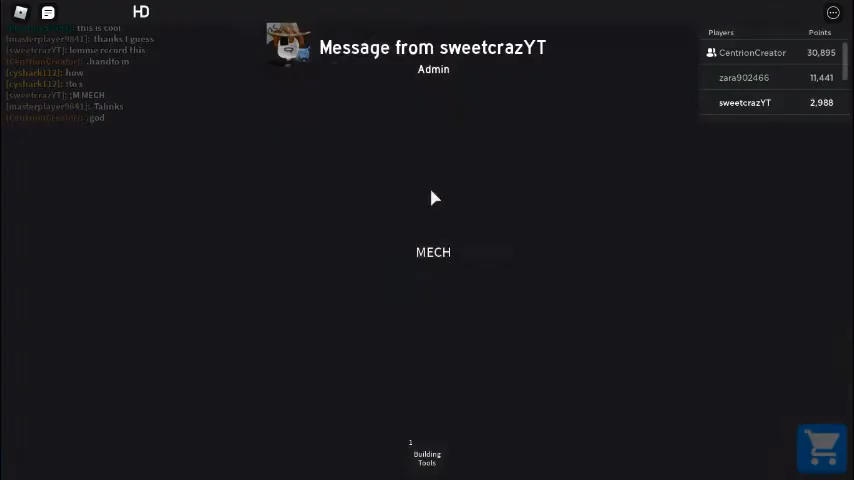 HD
this is cool
[masterplayer9841]: thanks I guess
[sweetcrazYT]: lemme record this
[CentrionCreator]: .handto m
[cyshark112]: how
[cyshark112]: :to s
[sweetcrazYT]: ;M MECH
[masterplayer9841]: Talinks
[CentrionCreator]: .god
Message from sweetcrazYT
Admin
Players Points
CentrionCreator 30,895
zara902466 11,441
sweetcrazYT 2,988
MECH
1
Building
Tools